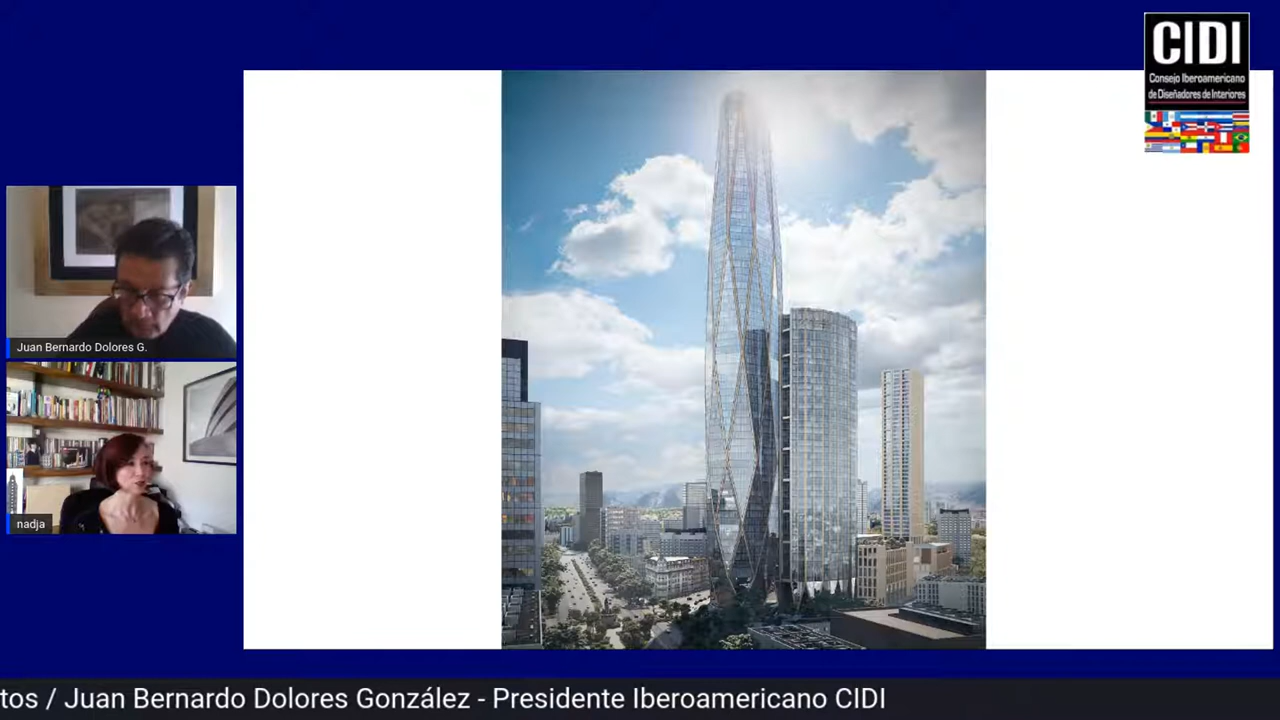 CIDI
Consejo Iberoamericano
de Diseñadores de Interiores
Juan Bernardo Dolores G.
nadja
tos / Juan Bernardo Dolores González - Presidente Iberoamericano CIDI